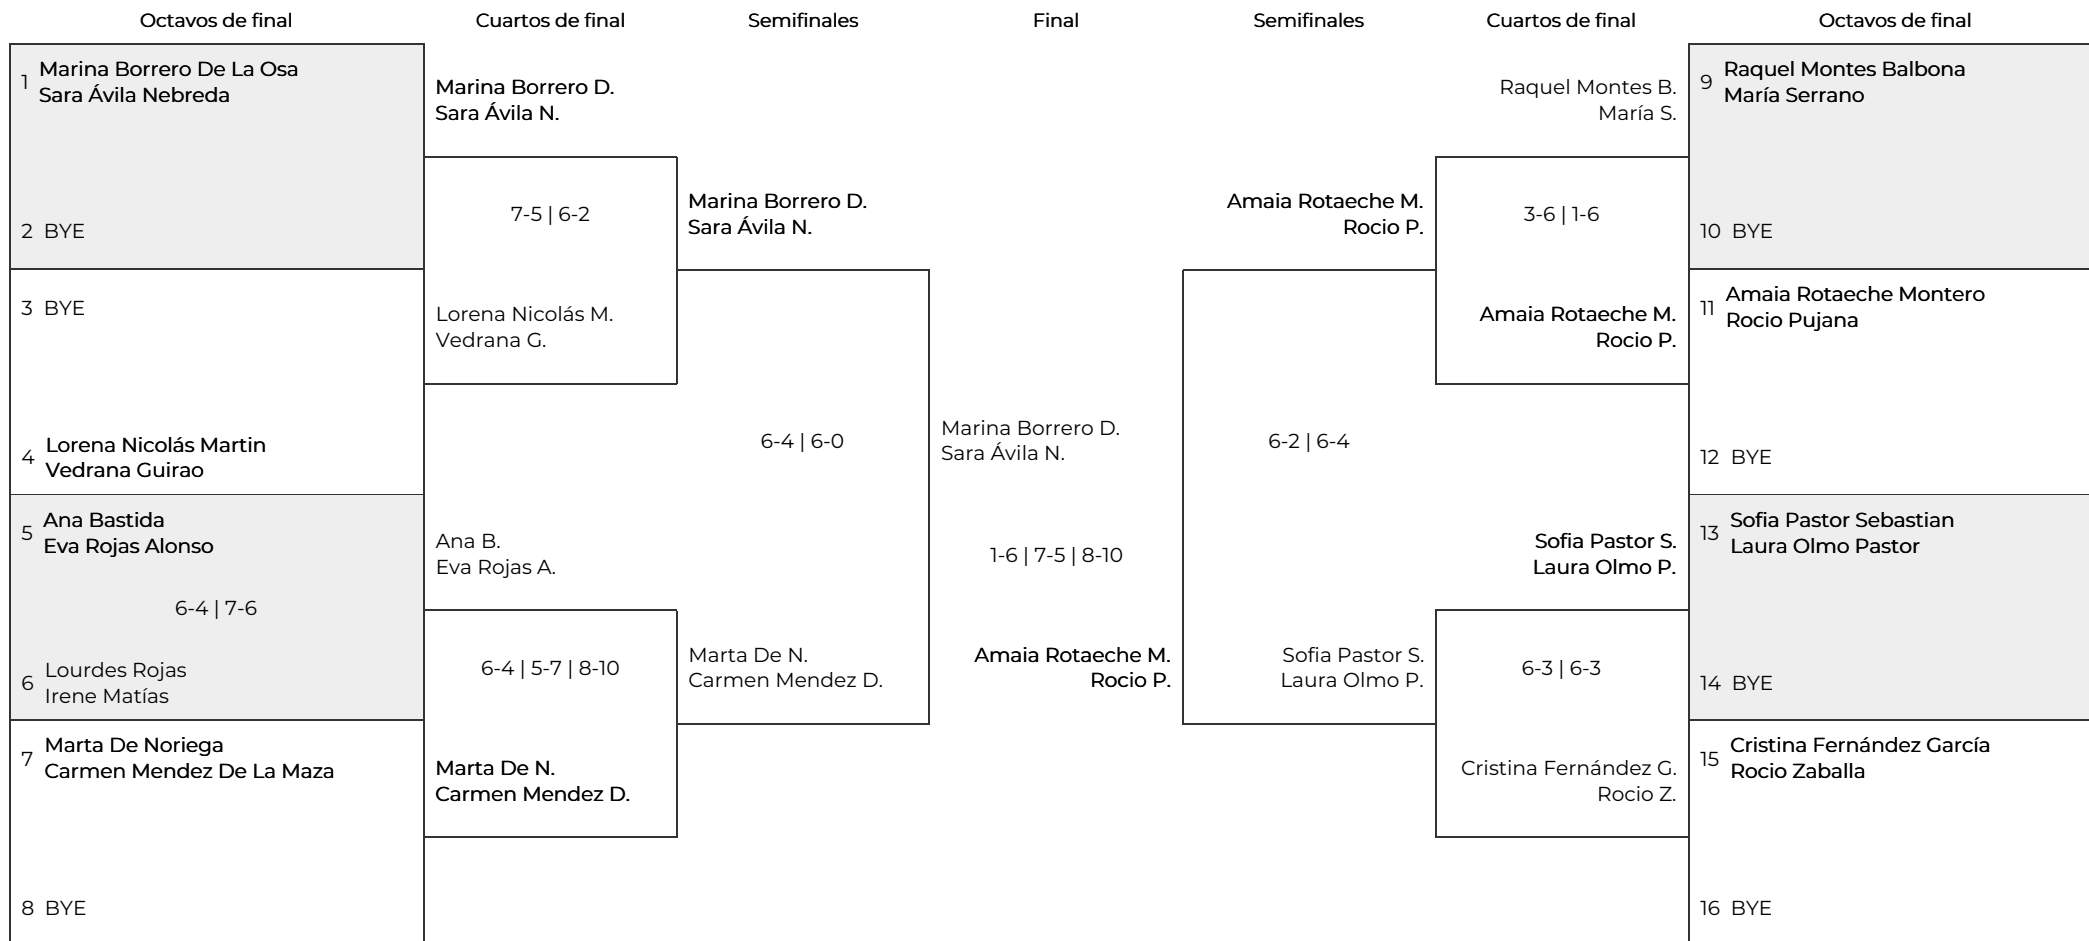 Octavos de final
Cuartos de final
Semifinales
Final
Semifinales
Cuartos de final
Octavos de final
1
Marina Borrero De La Osa
Sara Ávila Nebreda
2 BYE
3 BYE
4
Lorena Nicolás Martin
Vedrana Guirao
5
Ana Bastida
Eva Rojas Alonso
6-4 | 7-6
6
Lourdes Rojas
Irene Matías
7
Marta De Noriega
Carmen Mendez De La Maza
8 BYE
Marina Borrero D.
Sara Ávila N.
7-5 | 6-2
Lorena Nicolás M.
Vedrana G.
Ana B.
Eva Rojas A.
6-4 | 5-7 | 8-10
Marta De N.
Carmen Mendez D.
Marina Borrero D.
Sara Ávila N.
6-4 | 6-0
Marta De N.
Carmen Mendez D.
Marina Borrero D.
Sara Ávila N.
1-6 | 7-5 | 8-10
Amaia Rotaeche M.
Rocio P.
Amaia Rotaeche M.
Rocio P.
6-2 | 6-4
Sofia Pastor S.
Laura Olmo P.
Raquel Montes B.
María S.
3-6 | 1-6
Amaia Rotaeche M.
Rocio P.
Sofia Pastor S.
Laura Olmo P.
6-3 | 6-3
Cristina Fernández G.
Rocio Z.
9
Raquel Montes Balbona
María Serrano
10 BYE
11
Amaia Rotaeche Montero
Rocio Pujana
12 BYE
13
Sofia Pastor Sebastian
Laura Olmo Pastor
14 BYE
15
Cristina Fernández García
Rocio Zaballa
16 BYE